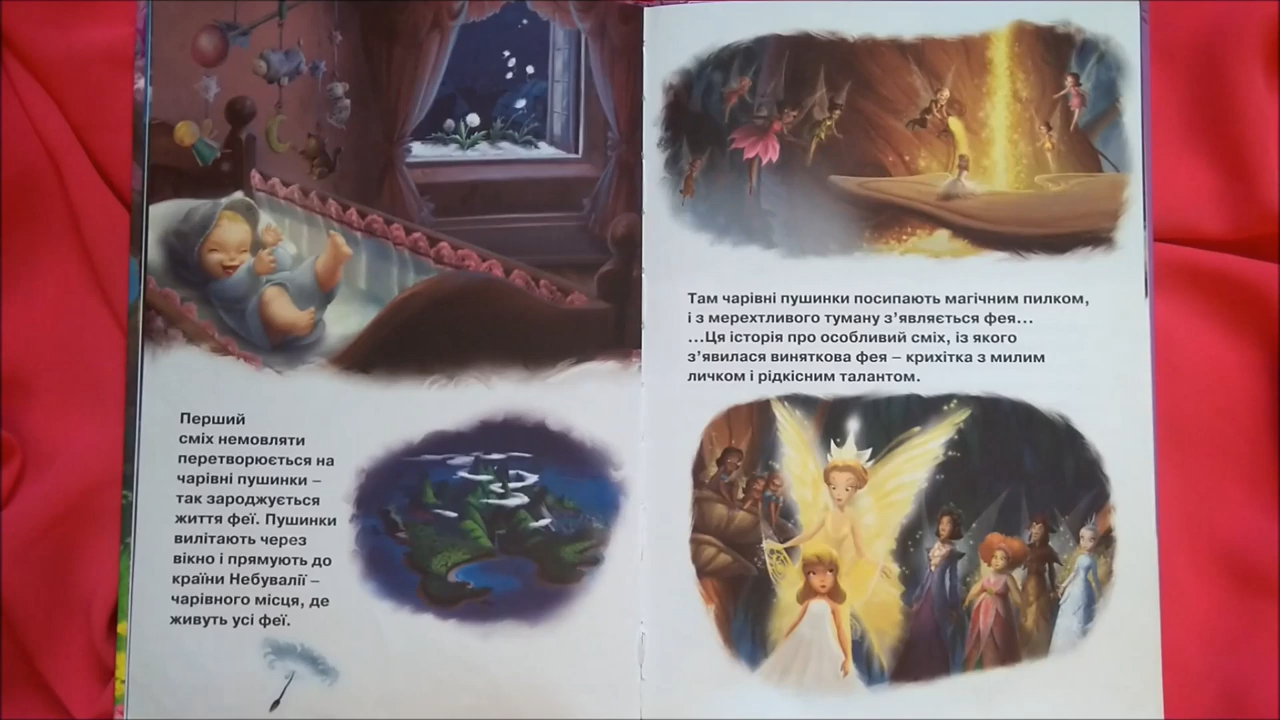 Перший
сміх немовляти
перетворюється на
чарівні пушинки –
так зароджується
життя феї. Пушинки
вилітають через
вікно і прямують до
країни Небувалії –
чарівного місця, де
живуть усі феї.
Там чарівні пушинки посипають магічним пилком,
і з мерехтливого туману з’являється фея...
...Ця історія про особливий сміх, із якого
з’явилася виняткова фея – крихітка з милим
личком і рідкісним талантом.